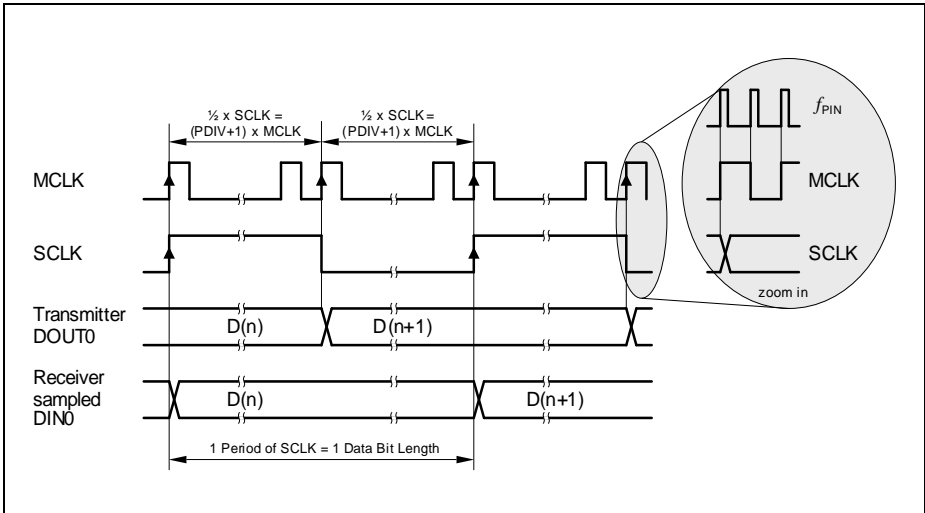 ½ x SCLK =
(PDIV+1) x MCLK
½ x SCLK =
(PDIV+1) x MCLK
MCLK
SCLK
Transmitter
DOUT0
D(n)
D(n+1)
Receiver
sampled
DIN0
D(n)
D(n+1)
1 Period of SCLK = 1 Data Bit Length
fPIN
MCLK
SCLK
zoom in